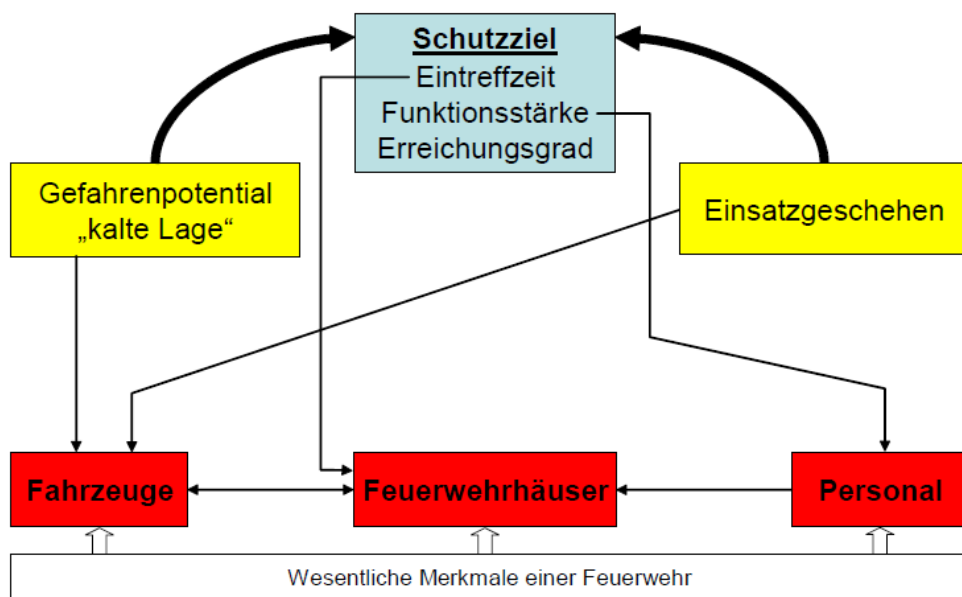 Schutzziel
Eintreffzeit
Funktionsstärke
Erreichungsgrad
Gefahrenpotential
„kalte Lage“
Einsatzgeschehen
Fahrzeuge
Feuerwehrhäuser
Personal
Wesentliche Merkmale einer Feuerwehr